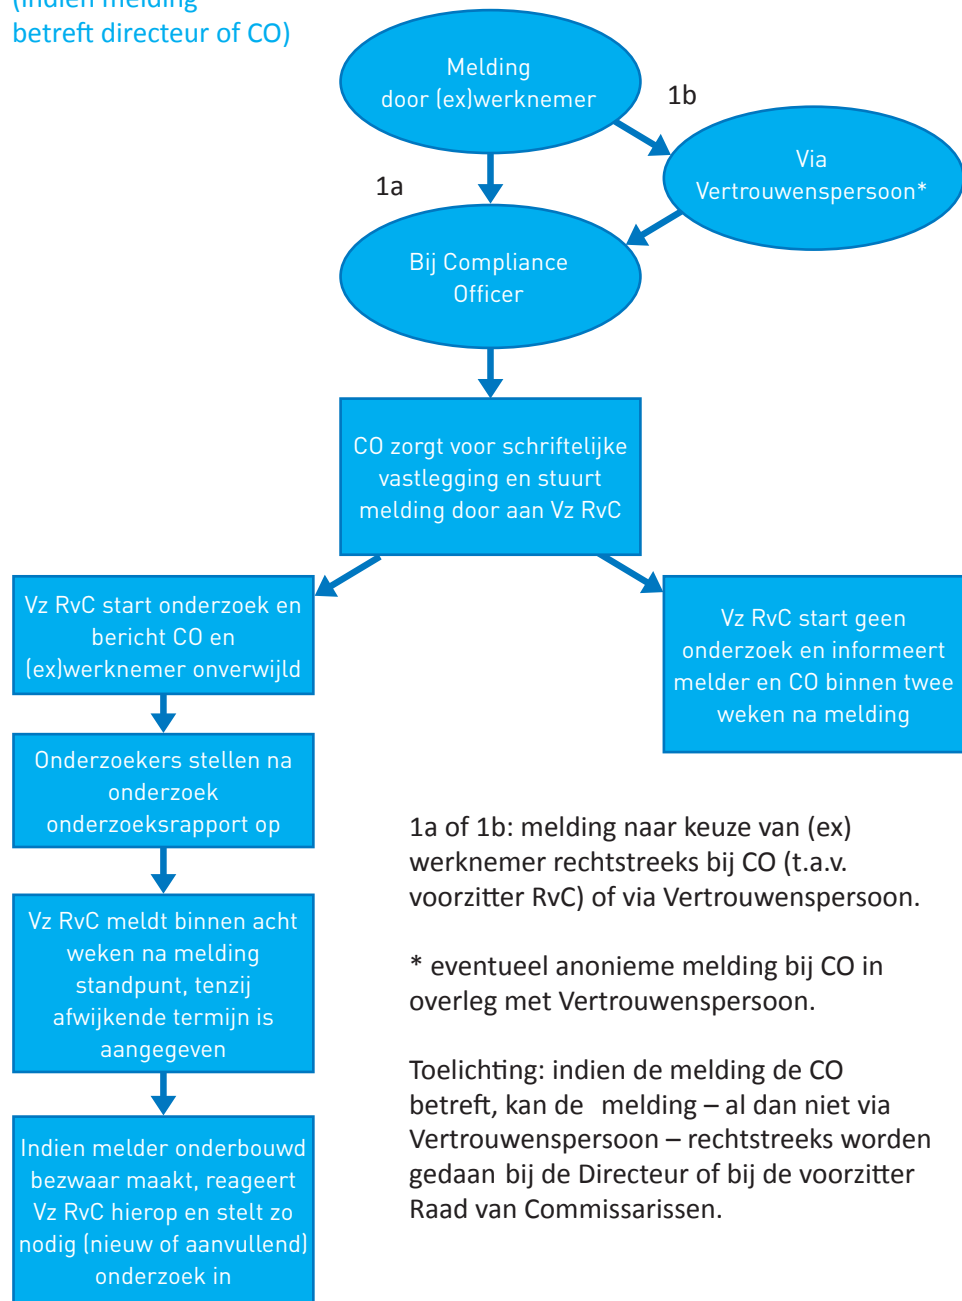 (indien melding
betreft directeur of CO)
Melding
door (ex)werknemer
1b
Via
Vertrouwenspersoon*
1a
Bij Compliance
Officer
CO zorgt voor schriftelijke
vastlegging en stuurt
melding door aan Vz RvC
Vz RvC start onderzoek en
bericht CO en
(ex)werknemer onverwijld
Vz RvC start geen
onderzoek en informeert
melder en CO binnen twee
weken na melding
Onderzoekers stellen na
onderzoek
onderzoeksrapport op
Vz RvC meldt binnen acht
weken na melding
standpunt, tenzij
afwijkende termijn is
aangegeven
Indien melder onderbouwd
bezwaar maakt, reageert
Vz RvC hierop en stelt zo
nodig (nieuw of aanvullend)
onderzoek in
1a of 1b: melding naar keuze van (ex)
werknemer rechtstreeks bij CO (t.a.v.
voorzitter RvC) of via Vertrouwenspersoon.
* eventueel anonieme melding bij CO in
overleg met Vertrouwenspersoon.
Toelichting: indien de melding de CO
betreft, kan de melding – al dan niet via
Vertrouwenspersoon – rechtstreeks worden
gedaan bij de Directeur of bij de voorzitter
Raad van Commissarissen.